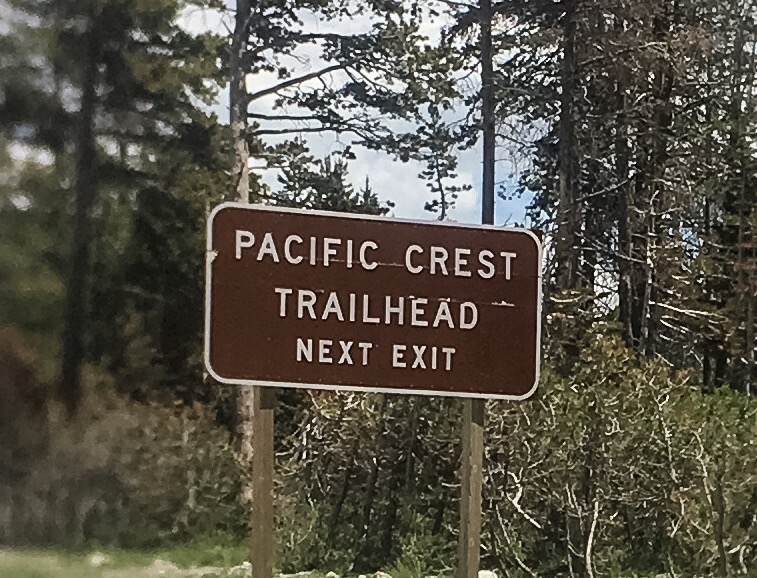 PACIFIC CREST
TRAILHEAD
NEXT EXIT